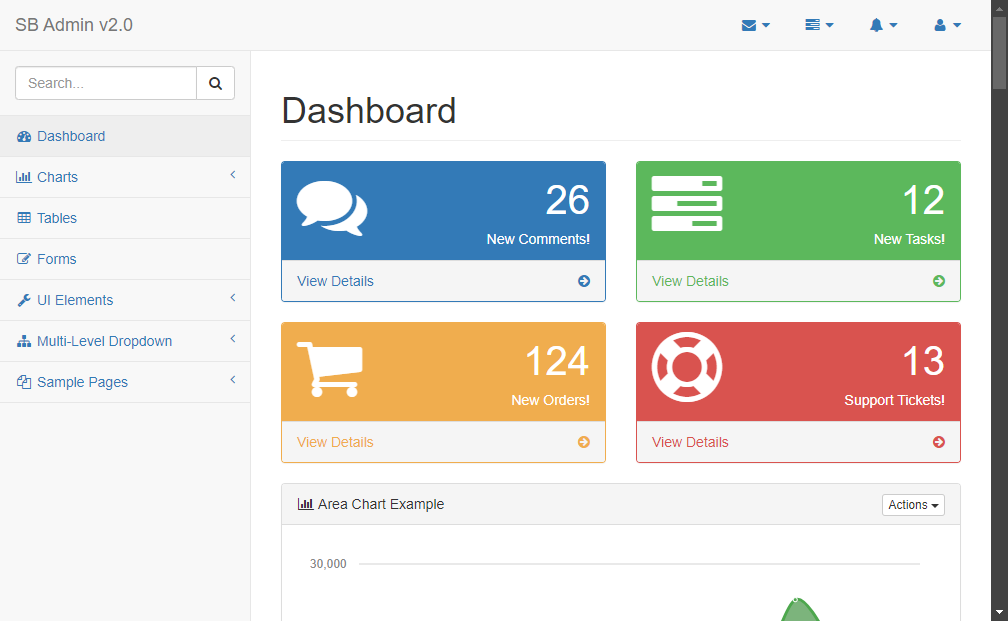 SB Admin v2.0
Search...
Dashboard
Charts
Tables
Forms
UI Elements
Multi-Level Dropdown
Sample Pages
Dashboard
26
New Comments!
View Details
12
New Tasks!
View Details
124
New Orders!
View Details
13
Support Tickets!
View Details
Area Chart Example
Actions
30,000